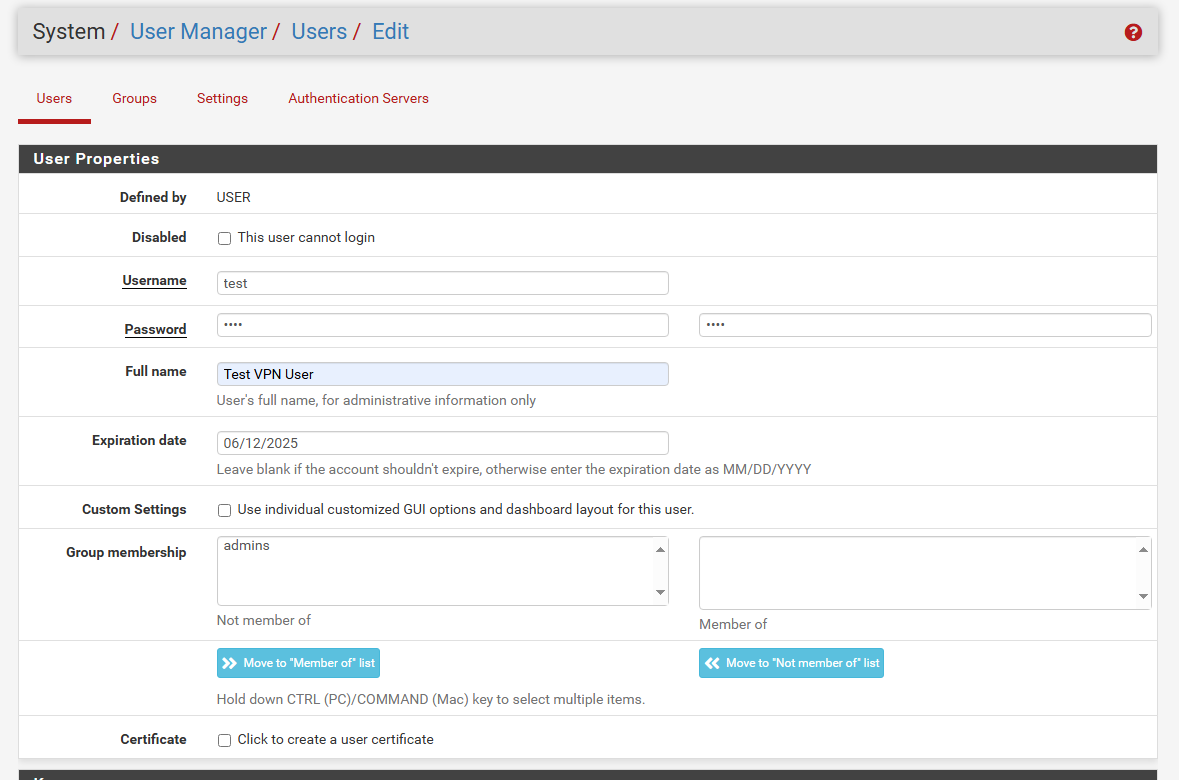 System / User Manager / Users / Edit
Users Groups Settings Authentication Servers
User Properties
Defined by USER
Disabled This user cannot login
Username test
Password •••• ••••
Full name Test VPN User
User's full name, for administrative information only
Expiration date 06/12/2025
Leave blank if the account shouldn't expire, otherwise enter the expiration date as MM/DD/YYYY
Custom Settings Use individual customized GUI options and dashboard layout for this user.
Group membership admins
Not member of Member of
Move to "Member of" list Move to "Not member of" list
Hold down CTRL (PC)/COMMAND (Mac) key to select multiple items.
Certificate Click to create a user certificate